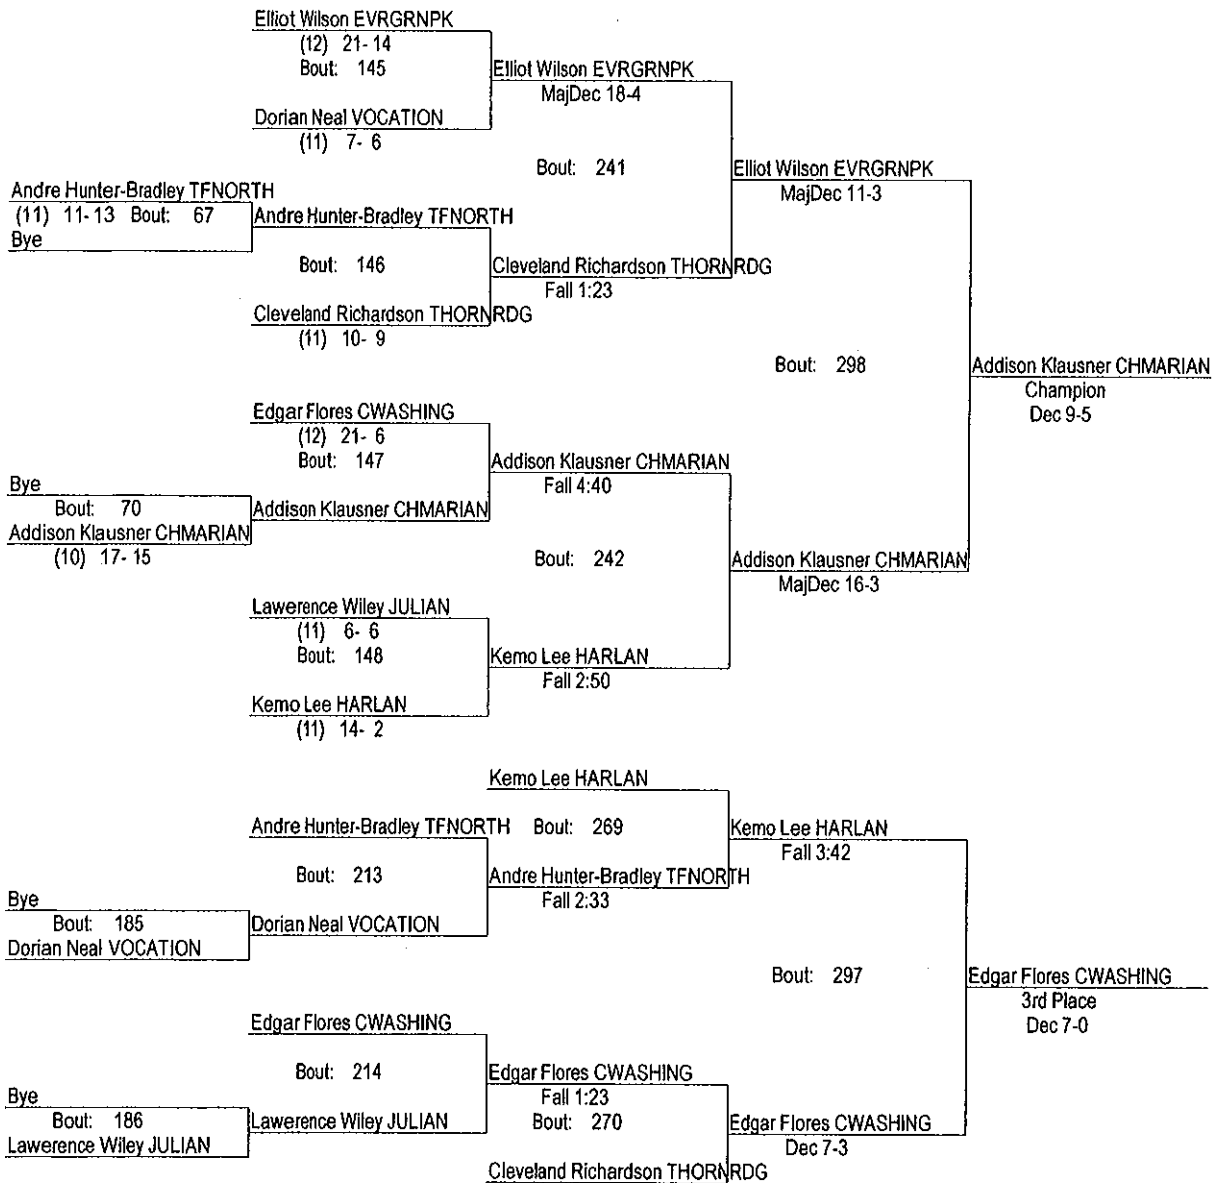 Elliot Wilson EVRGRNPK
(12) 21- 14
Bout: 145
Elliot Wilson EVRGRNPK
MajDec 18-4
Dorian Neal VOCATION
(11) 7- 6
Bout: 241
Elliot Wilson EVRGRNPK
MajDec 11-3
Andre Hunter-Bradley TFNORTH
(11) 11- 13 Bout: 67
Andre Hunter-Bradley TFNORTH
Bye
Bout: 146
Cleveland Richardson THORNRDG
Fall 1:23
Cleveland Richardson THORNRDG
(11) 10- 9
Bout: 298
Addison Klausner CHMARIAN
Champion
Dec 9-5
Edgar Flores CWASHING
(12) 21- 6
Bout: 147
Addison Klausner CHMARIAN
Fall 4:40
Bye
Bout: 70
Addison Klausner CHMARIAN
Addison Klausner CHMARIAN
(10) 17- 15
Bout: 242
Addison Klausner CHMARIAN
MajDec 16-3
Lawerence Wiley JULIAN
(11) 6- 6
Bout: 148
Kemo Lee HARLAN
Fall 2:50
Kemo Lee HARLAN
(11) 14- 2
Kemo Lee HARLAN
Andre Hunter-Bradley TFNORTH
Bout: 269
Kemo Lee HARLAN
Fall 3:42
Bout: 213
Andre Hunter-Bradley TFNORTH
Fall 2:33
Bye
Bout: 185
Dorian Neal VOCATION
Dorian Neal VOCATION
Bout: 297
Edgar Flores CWASHING
3rd Place
Dec 7-0
Edgar Flores CWASHING
Bout: 214
Edgar Flores CWASHING
Fall 1:23
Bye
Bout: 186
Lawerence Wiley JULIAN
Bout: 270
Edgar Flores CWASHING
Dec 7-3
Lawerence Wiley JULIAN
Cleveland Richardson THORNRDG